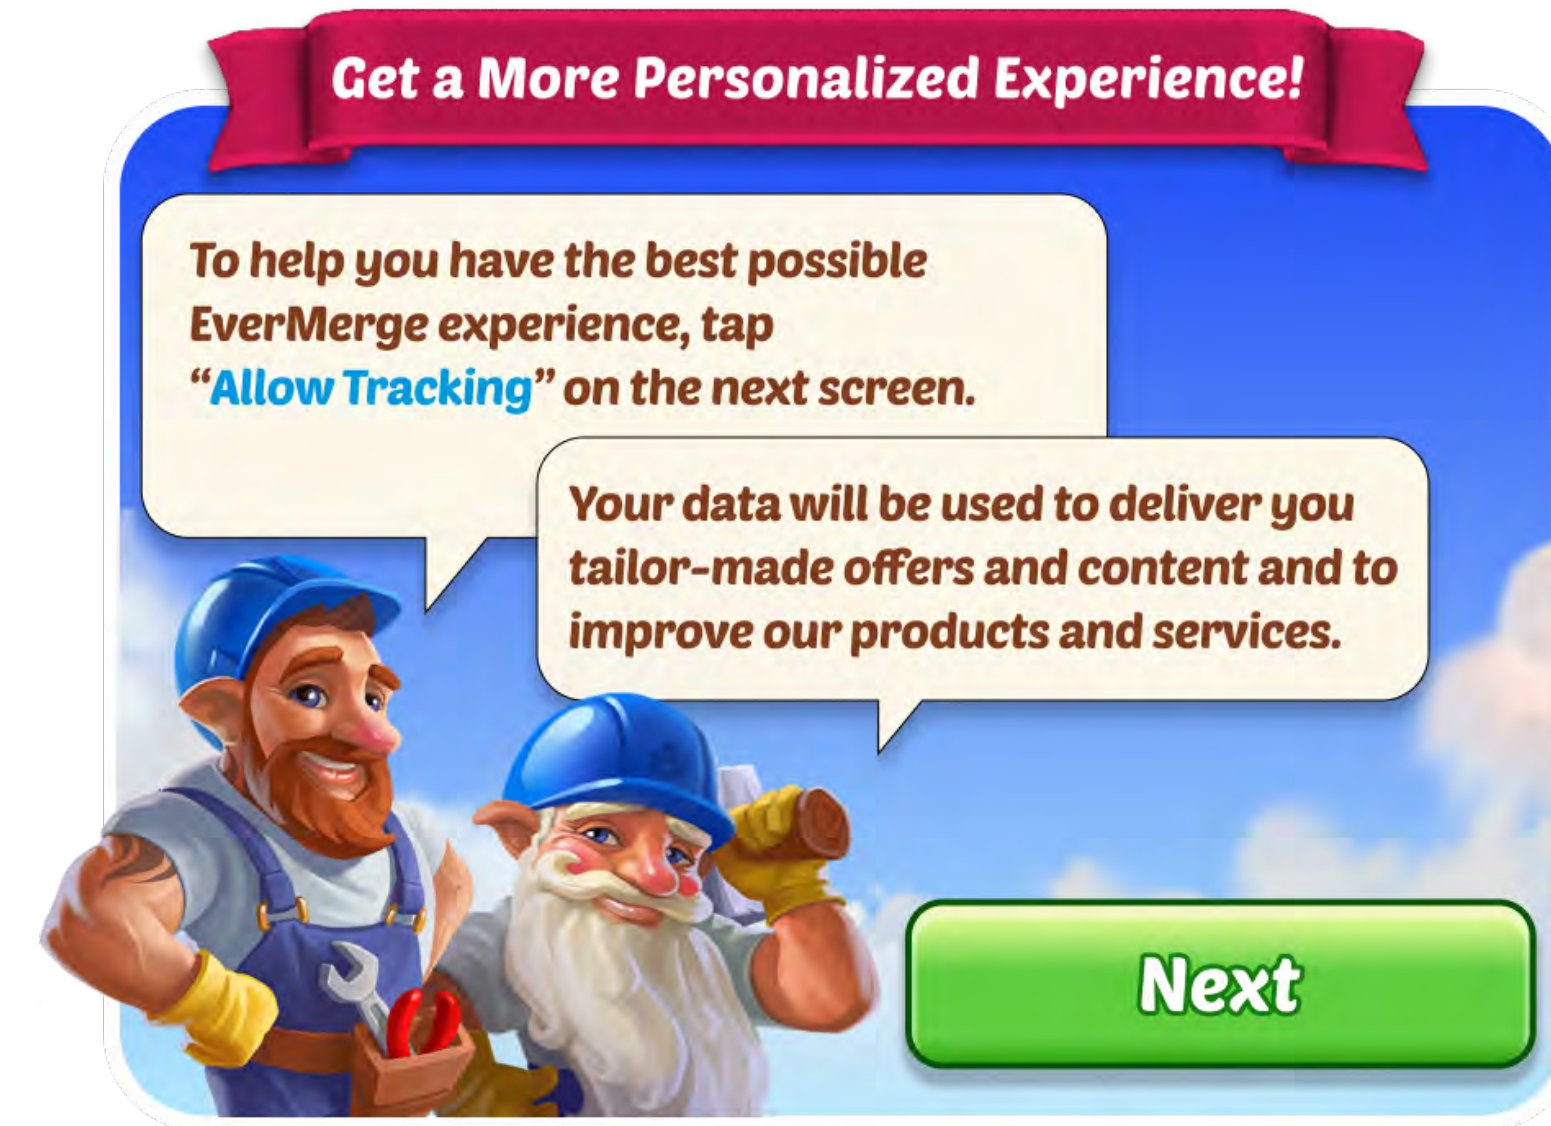 Get a More Personalized Experience!
To help you have the best possible
EverMerge experience, tap
“Allow Tracking” on the next screen.
Your data will be used to deliver you
tailor-made offers and content and to
improve our products and services.
Next